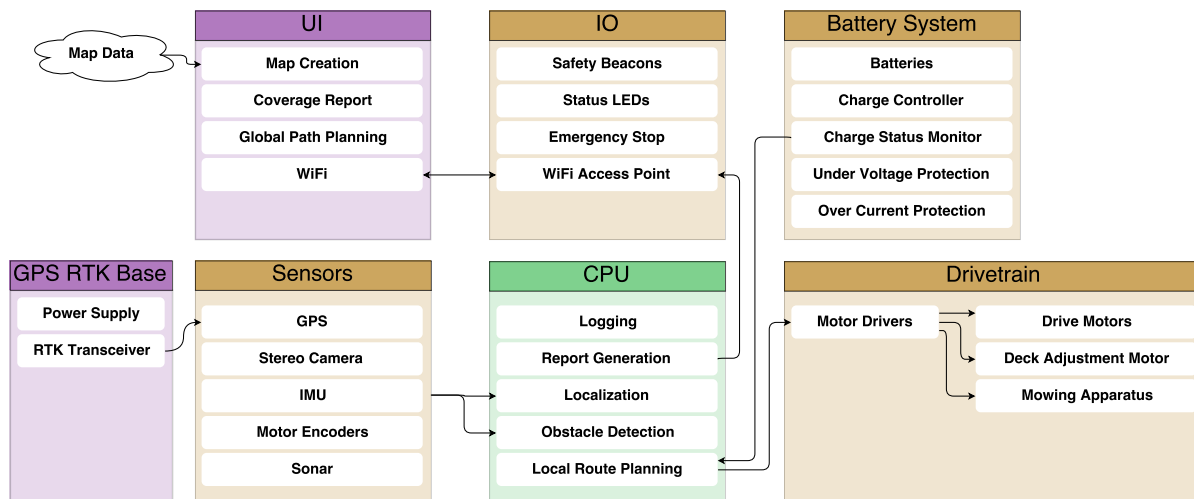 Map Data
UI
Map Creation
Coverage Report
Global Path Planning
WiFi
IO
Safety Beacons
Status LEDs
Emergency Stop
WiFi Access Point
Battery System
Batteries
Charge Controller
Charge Status Monitor
Under Voltage Protection
Over Current Protection
GPS RTK Base
Power Supply
RTK Transceiver
Sensors
GPS
Stereo Camera
IMU
Motor Encoders
Sonar
CPU
Logging
Report Generation
Localization
Obstacle Detection
Local Route Planning
Drivetrain
Motor Drivers
Drive Motors
Deck Adjustment Motor
Mowing Apparatus